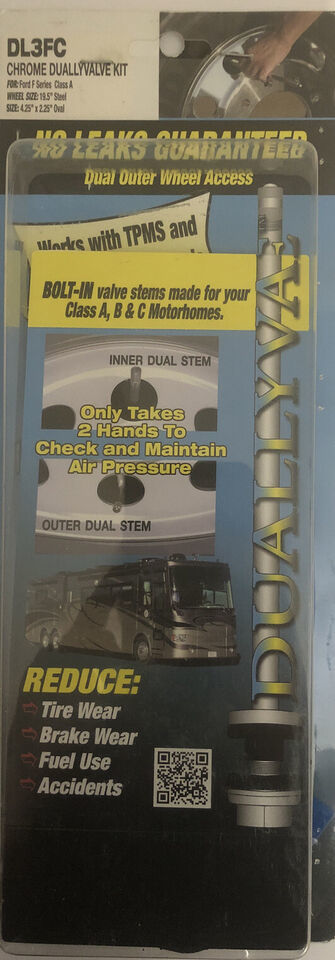 DL3FC
CHROME DUALLYVALVE KIT
FOR: Ford F Series Class A
WHEEL SIZE: 19.5" Steel
SIZE: 4.25" x 2.25" Oval
NO LEAKS GUARANTEED
Dual Outer Wheel Access
Works with TPMS and
BOLT-IN valve stems made for your
Class A, B & C Motorhomes.
INNER DUAL STEM
Only Takes
2 Hands To
Check and Maintain
Air Pressure
OUTER DUAL STEM
DUALLYVAL
REDUCE:
Tire Wear
Brake Wear
Fuel Use
Accidents